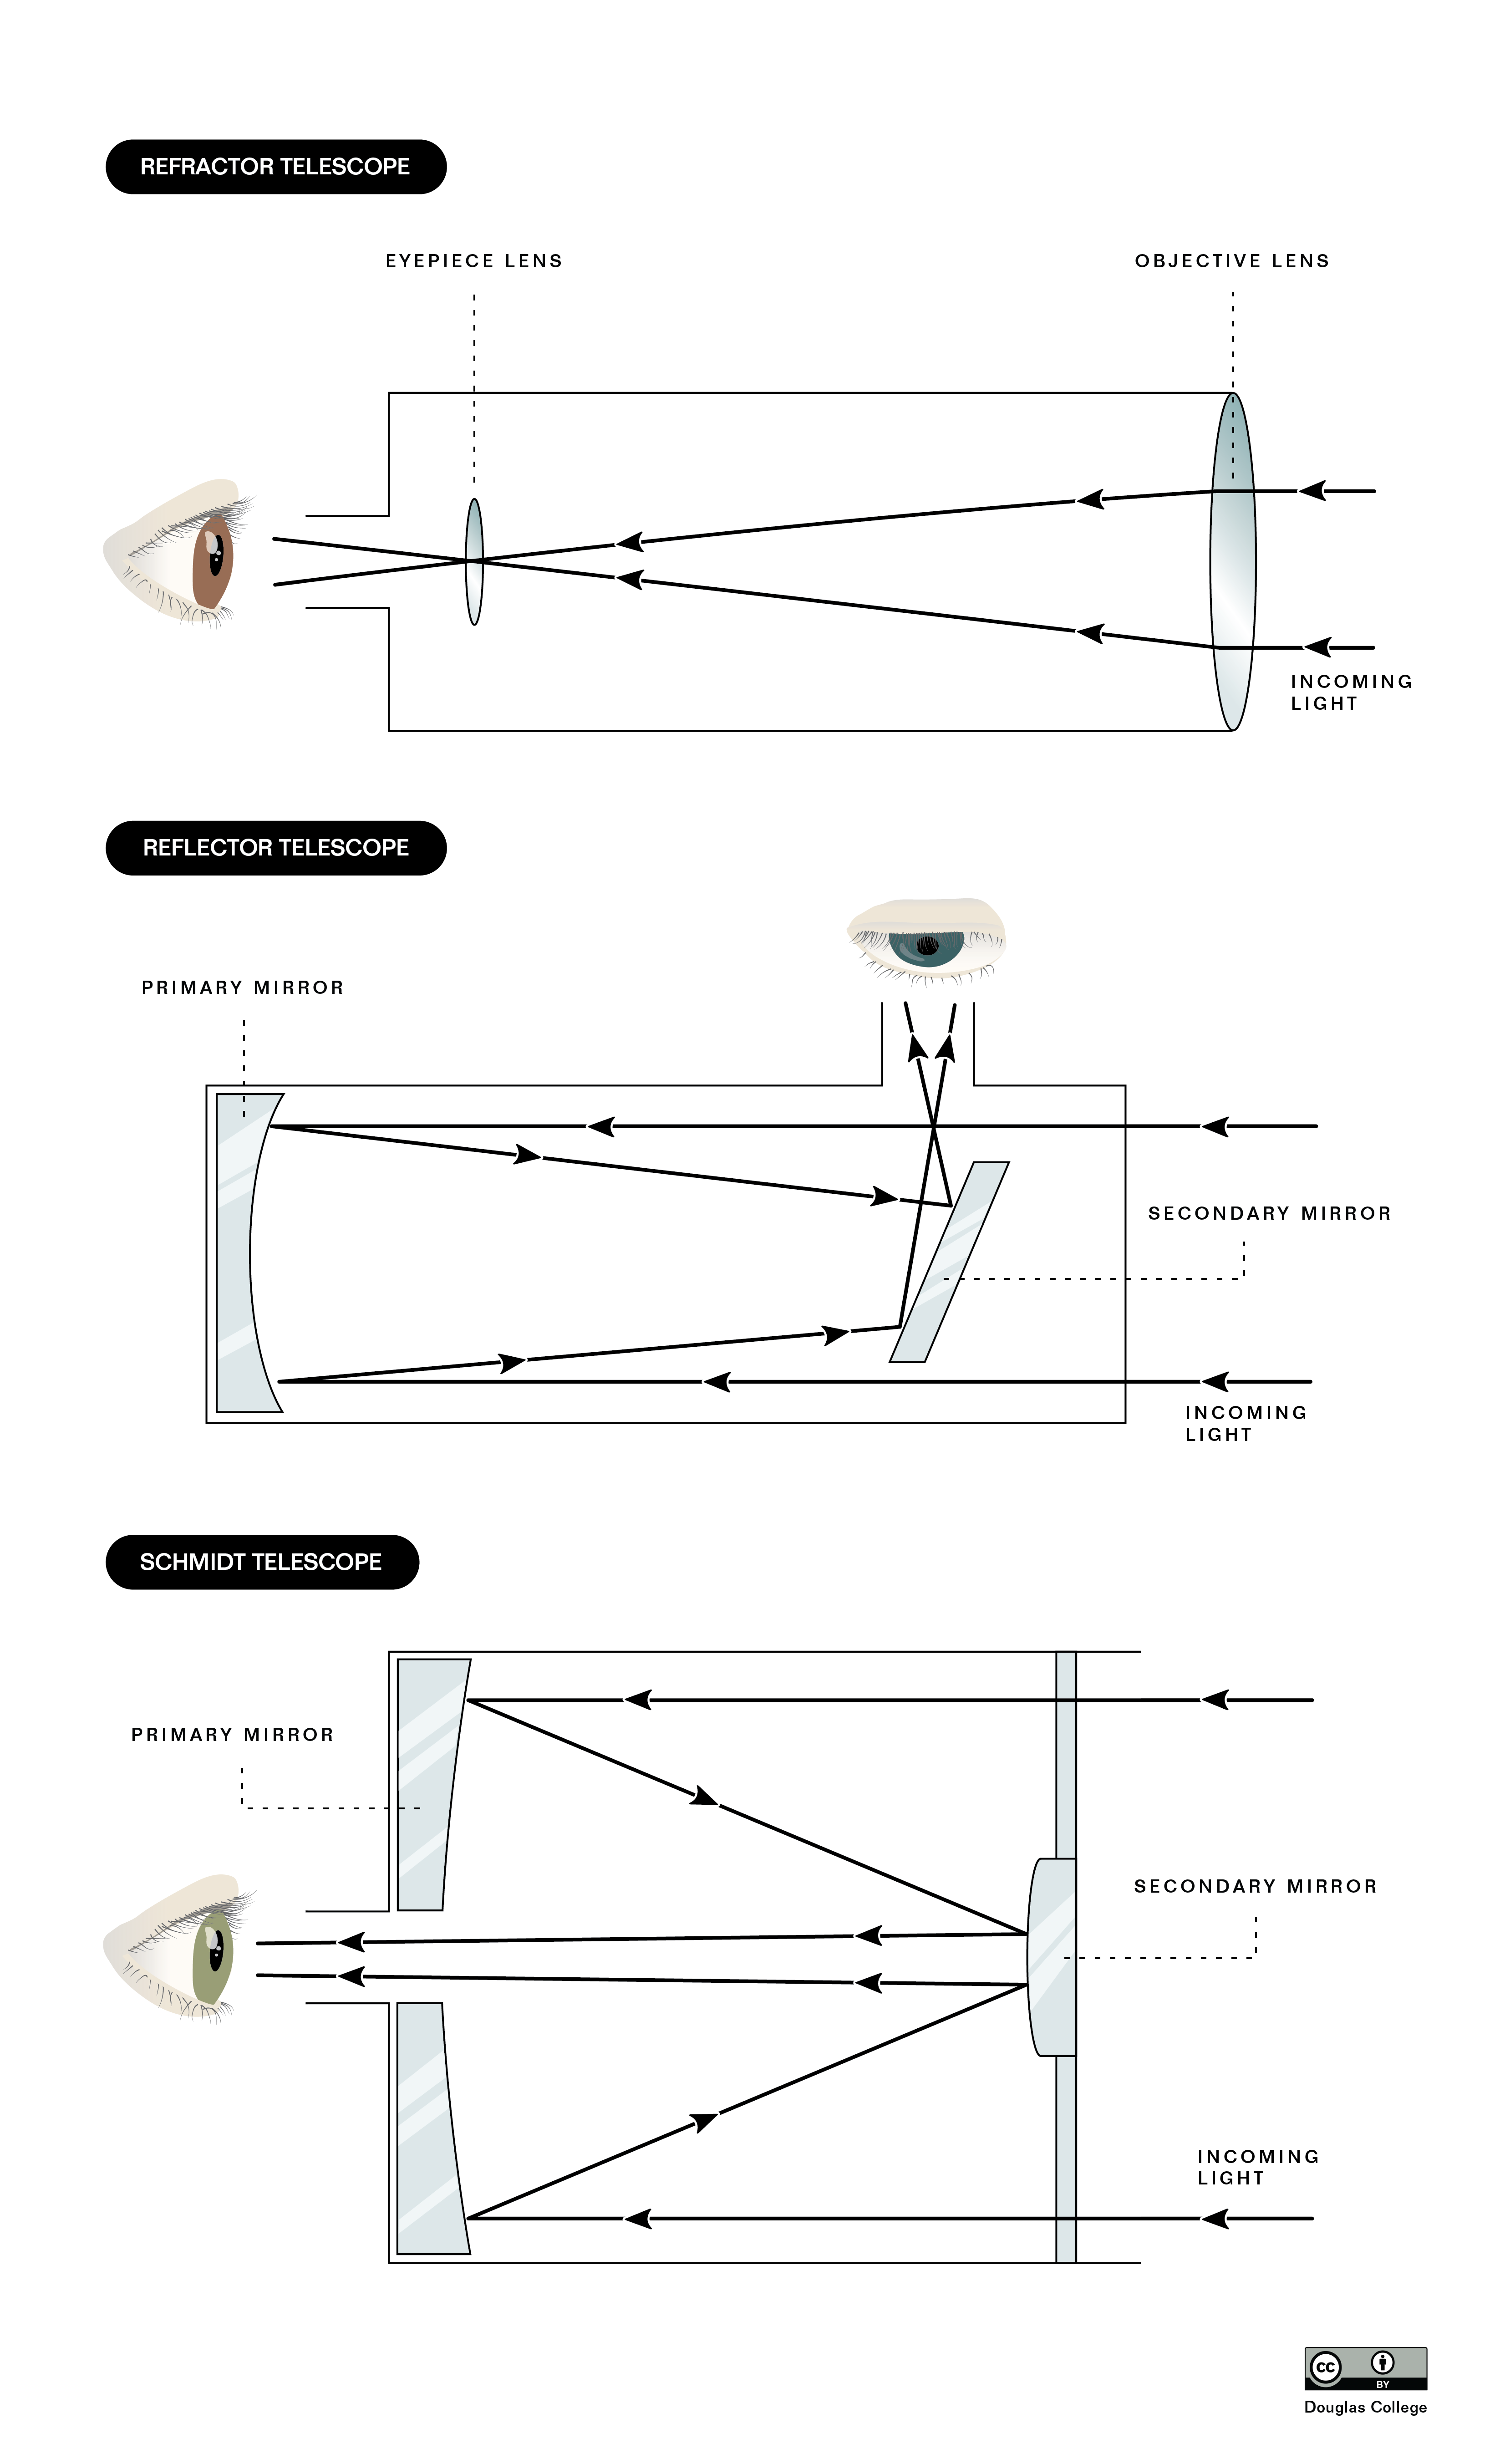 REFRACTOR TELESCOPE
EYEPIECE LENS
OBJECTIVE LENS
INCOMING
LIGHT
REFLECTOR TELESCOPE
PRIMARY MIRROR
SECONDARY MIRROR
INCOMING
LIGHT
SCHMIDT TELESCOPE
PRIMARY MIRROR
SECONDARY MIRROR
INCOMING
LIGHT
CC
BY
Douglas College